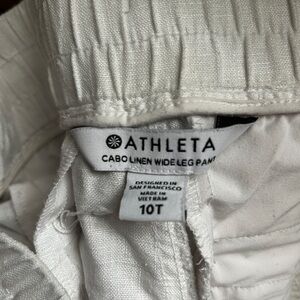 ATHLETA
CABO LINEN WIDE LEG PANT
DESIGNED IN
SAN FRANCISCO
MADE IN
VIETNAM
10T